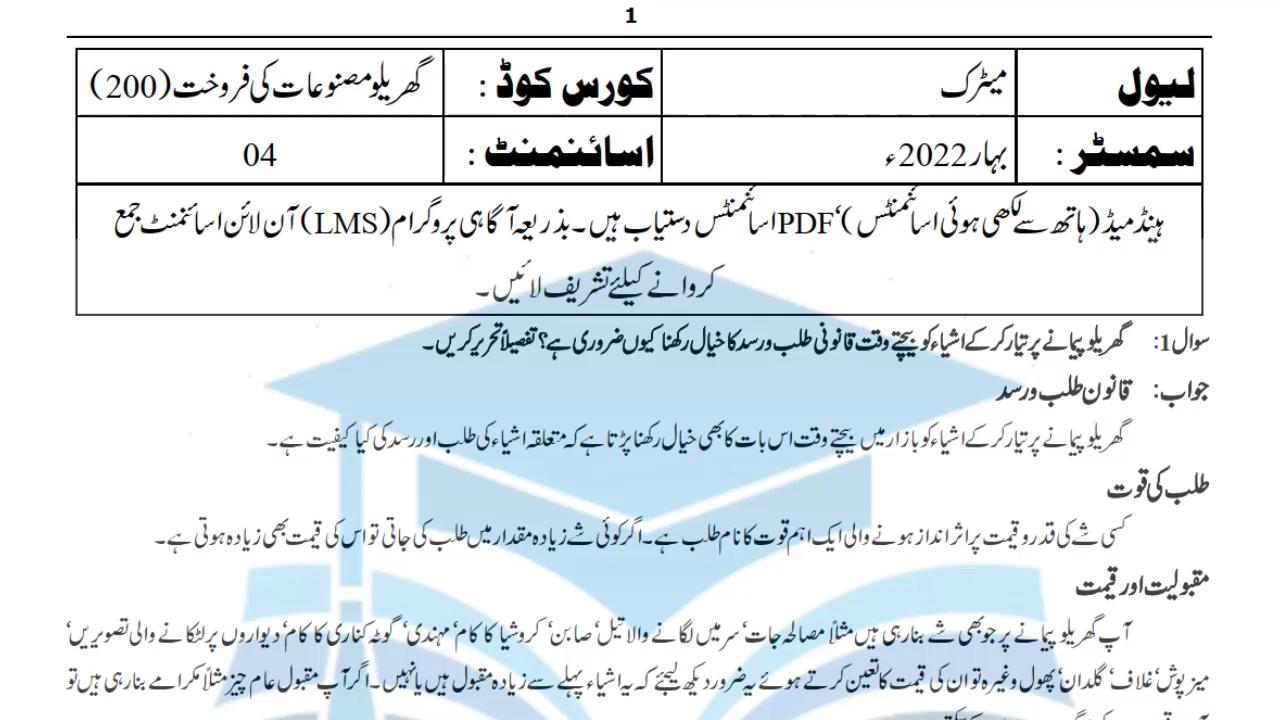 1
لیول میٹرک کورس کوڈ : گھریلو مصنوعات کی فروخت (200)
سمسٹر : بہار 2022ء اسائنمنٹ : 04
ہینڈ میڈ (ہاتھ سے لکھی ہوئی اسائنمنٹس)‘ PDF اسائنمنٹس دستیاب ہیں۔ بذریعہ آگاہی پروگرام (LMS) آن لائن اسائنمنٹ جمع
کروانے کیلئے تشریف لائیں۔
سوال 1: گھریلو پیمانے پر تیار کر کے اشیاء کو بیچتے وقت قانونی طلب ورسد کا خیال رکھنا کیوں ضروری ہے؟ تفصیلاً تحریر کریں۔
جواب: قانون طلب ورسد
گھریلو پیمانے پر تیار کر کے اشیاء کو بازار میں بیچتے وقت اس بات کا بھی خیال رکھنا پڑتا ہے کہ متعلقہ اشیاء کی طلب اور رسد کی کیا کیفیت ہے۔
طلب کی قوت
کسی شے کی قدر و قیمت پر اثر انداز ہونے والی ایک اہم قوت کا نام طلب ہے۔ اگر کوئی شے زیادہ مقدار میں طلب کی جاتی تو اس کی قیمت بھی زیادہ ہوتی ہے۔
مقبولیت اور قیمت
آپ گھریلو پیمانے پر جو بھی شے بنا رہی ہیں مثلاً مصالحہ جات‘ سر میں لگانے والا تیل‘ صابن‘ کروشیا کا کام‘ مہندی‘ گوٹہ کناری کا کام‘ دیواروں پر لٹکانے والی تصویریں‘
میز پوش‘ غلاف‘ گلدان‘ پھول وغیرہ تو ان کی قیمت کا تعین کرتے ہوئے یہ ضرور دیکھ لیجئے کہ یہ اشیاء پہلے سے زیادہ مقبول ہیں یا نہیں۔ اگر آپ مقبول عام چیز مثلاً مکرامے بنا رہی ہیں تو